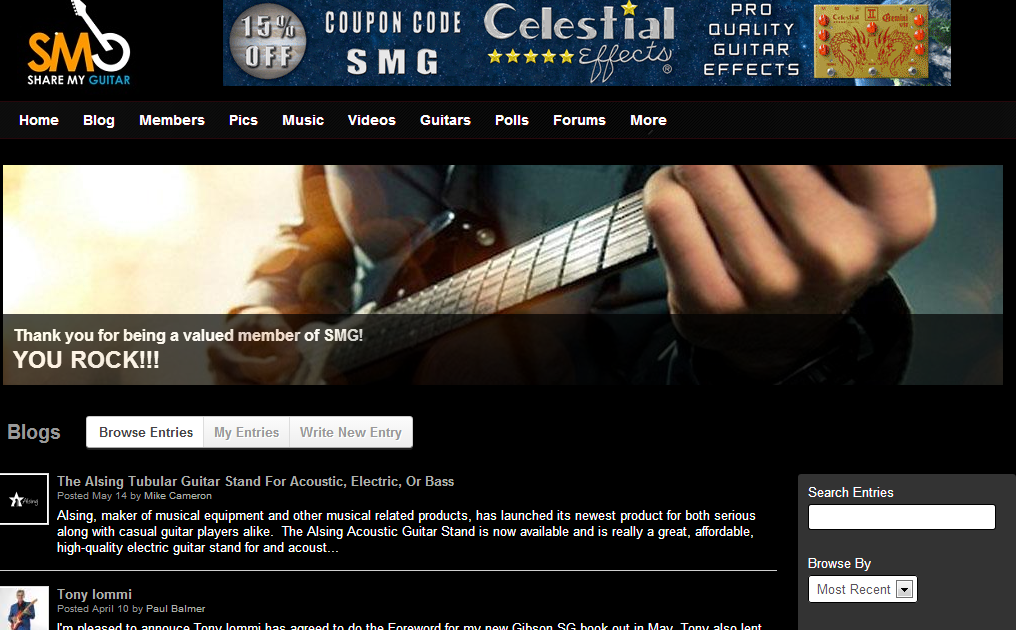 SMG
SHARE MY GUITAR
15% OFF
COUPON CODE
SMG
Celestial
Effects®
PRO
QUALITY
GUITAR
EFFECTS
Celestial II Gemini
Home Blog Members Pics Music Videos Guitars Polls Forums More
Thank you for being a valued member of SMG!
YOU ROCK!!!
Blogs Browse Entries My Entries Write New Entry
Alsing
The Alsing Tubular Guitar Stand For Acoustic, Electric, Or Bass
Posted May 14 by Mike Cameron
Alsing, maker of musical equipment and other musical related products, has launched its newest product for both serious
along with casual guitar players alike. The Alsing Acoustic Guitar Stand is now available and is really a great, affordable,
high-quality electric guitar stand for and acoust...
Search Entries
Browse By
Most Recent
Tony Iommi
Posted April 10 by Paul Balmer
I'm pleased to annouce Tony Iommi has agreed to do the Foreword for my new Gibson SG book out in May. Tony also lent